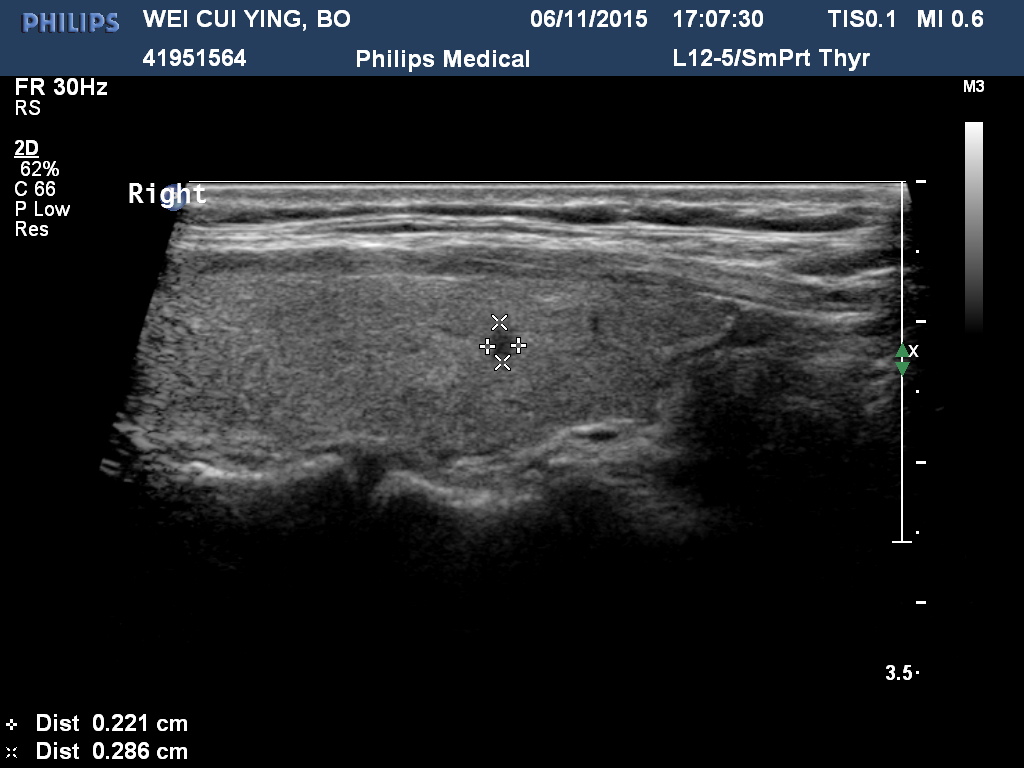 PHILIPS WEI CUI YING, BO 06/11/2015 17:07:30 TIS0.1 MI 0.6
41951564 Philips Medical L12-5/SmPrt Thyr
FR 30Hz M3
RS
2D
62%
C 66
P Low
Res
Right
X
3.5
Dist 0.221 cm
Dist 0.286 cm